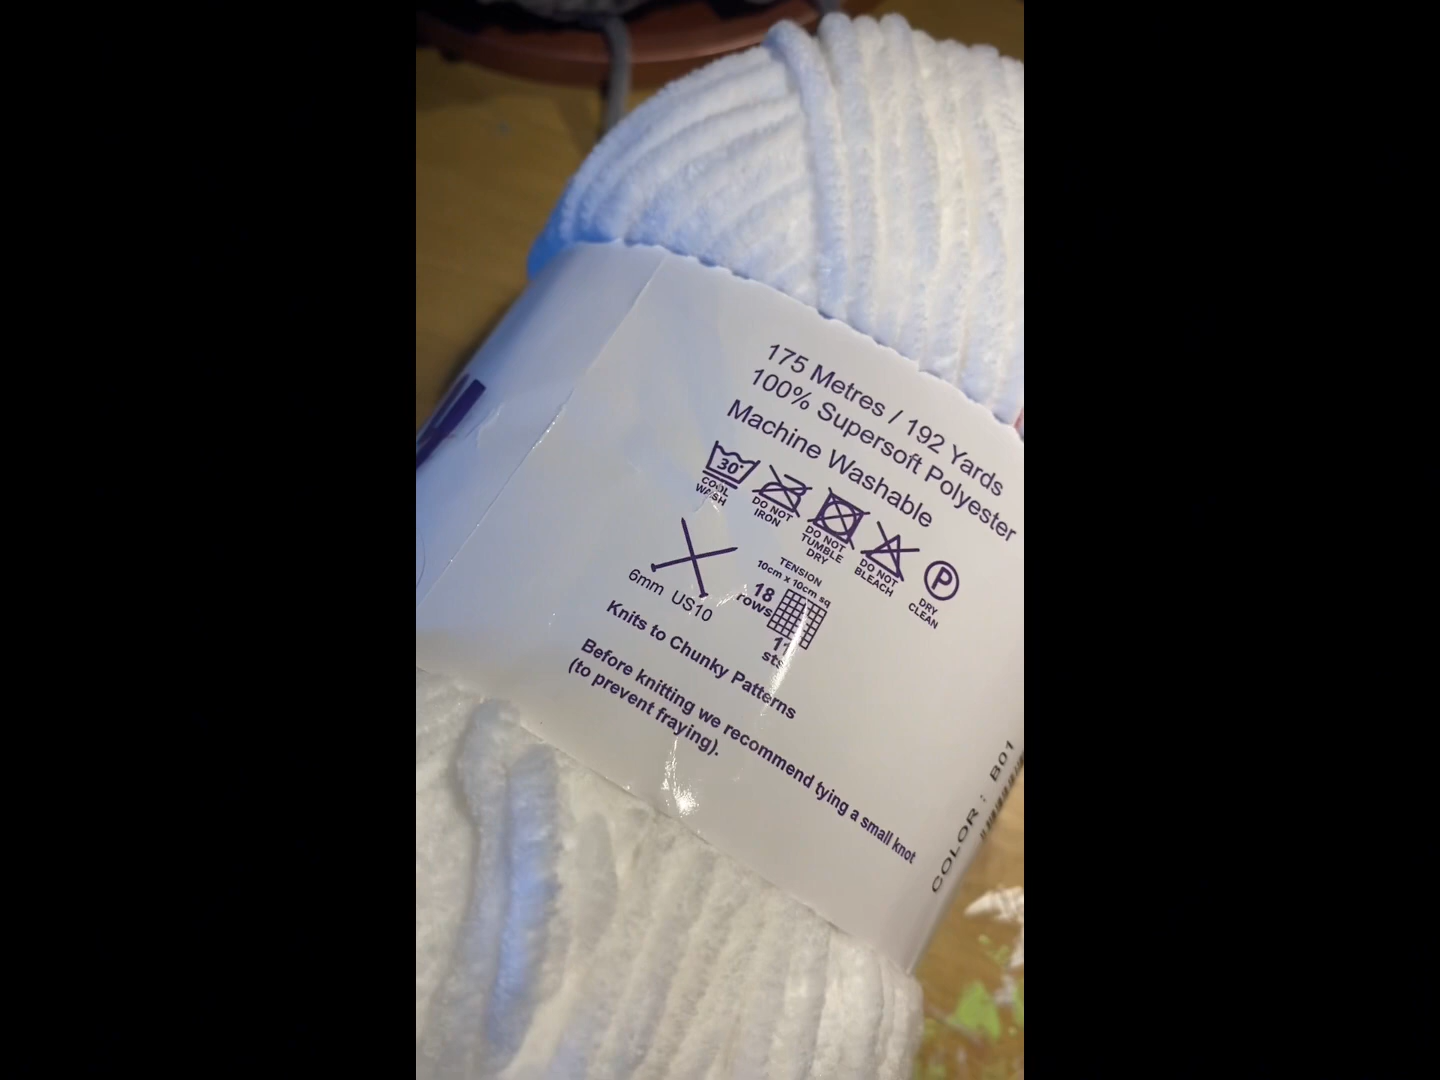 175 Metres / 192 Yards
100% Supersoft Polyester
Machine Washable
30°
COOL
WASH
DO NOT
IRON
DO NOT
TUMBLE
DRY
DO NOT
BLEACH
P
DRY
CLEAN
6mm US10
TENSION
10cm x 10cm sq
18
rows
11
sts
Knits to Chunky Patterns
Before knitting we recommend tying a small knot
(to prevent fraying).
COLOR : B01